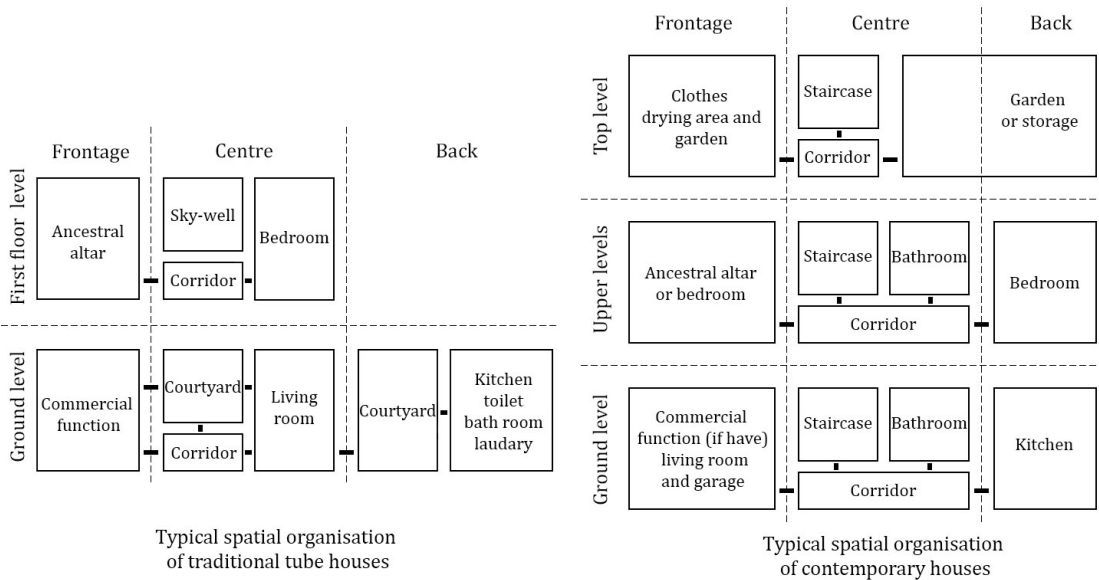 Frontage
Centre
Back
First floor level
Ancestral
altar
Sky-well
Corridor
Bedroom
Ground level
Commercial
function
Courtyard
Corridor
Living
room
Courtyard
Kitchen
toilet
bath room
laudary
Typical spatial organisation
of traditional tube houses
Frontage
Centre
Back
Top level
Clothes
drying area and
garden
Staircase
Corridor
Garden
or storage
Upper levels
Ancestral altar
or bedroom
Staircase
Bathroom
Corridor
Bedroom
Ground level
Commercial
function (if have)
living room
and garage
Staircase
Bathroom
Corridor
Kitchen
Typical spatial organisation
of contemporary houses